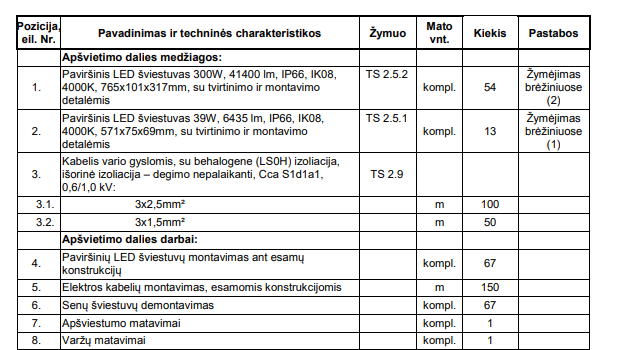 Pozicija, eil. Nr. Pavadinimas ir techninės charakteristikos Žymuo Mato vnt. Kiekis Pastabos
Apšvietimo dalies medžiagos:
1. Paviršinis LED šviestuvas 300W, 41400 lm, IP66, IK08, TS 2.5.2 kompl. 54 Žymėjimas
4000K, 765x101x317mm, su tvirtinimo ir montavimo brėžiniuose
detalėmis (2)
2. Paviršinis LED šviestuvas 39W, 6435 lm, IP66, IK08, TS 2.5.1 kompl. 13 Žymėjimas
4000K, 571x75x69mm, su tvirtinimo ir montavimo brėžiniuose
detalėmis (1)
3. Kabelis vario gyslomis, su behalogene (LS0H) izoliacija, TS 2.9
išorinė izoliacija – degimo nepalaikanti, Cca S1d1a1,
0,6/1,0 kV:
3.1. 3x2,5mm² m 100
3.2. 3x1,5mm² m 50
Apšvietimo dalies darbai:
4. Paviršinių LED šviestuvų montavimas ant esamų kompl. 67
konstrukcijų
5. Elektros kabelių montavimas, esamomis konstrukcijomis m 150
6. Senų šviestuvų demontavimas kompl. 67
7. Apšviestumo matavimai kompl. 1
8. Varžų matavimai kompl. 1